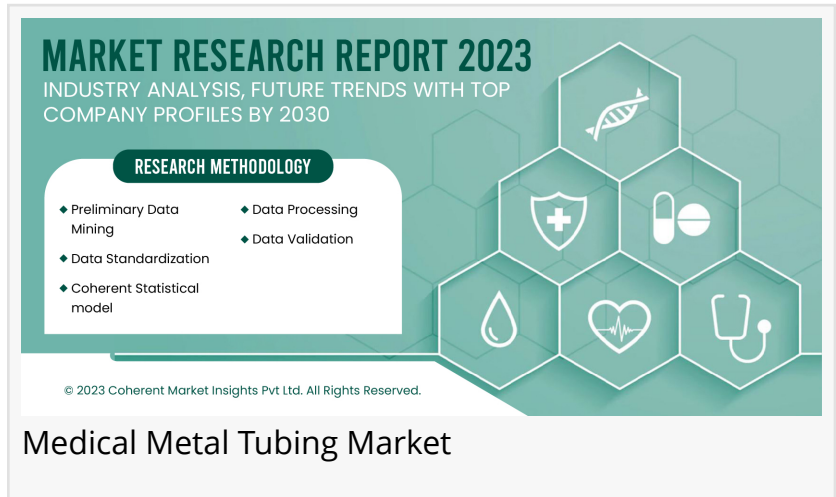 MARKET RESEARCH REPORT 2023
INDUSTRY ANALYSIS, FUTURE TRENDS WITH TOP
COMPANY PROFILES BY 2030
RESEARCH METHODOLOGY
◆ Preliminary Data
Mining
◆ Data Standardization
◆ Coherent Statistical
model
◆ Data Processing
◆ Data Validation
© 2023 Coherent Market Insights Pvt Ltd. All Rights Reserved.
Medical Metal Tubing Market